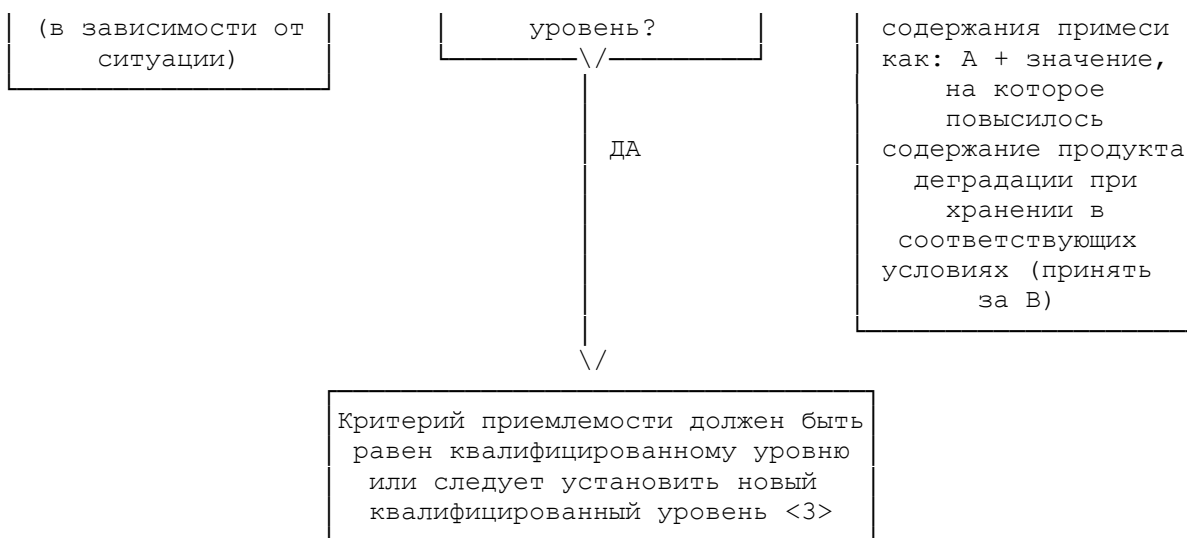 (в зависимости от
ситуации)
уровень?
содержания примеси
как: А + значение,
на которое
повысилось
содержание продукта
деградации при
хранении в
соответствующих
условиях (принять
за В)
ДА
Критерий приемлемости должен быть
равен квалифицированному уровню
или следует установить новый
квалифицированный уровень <3>